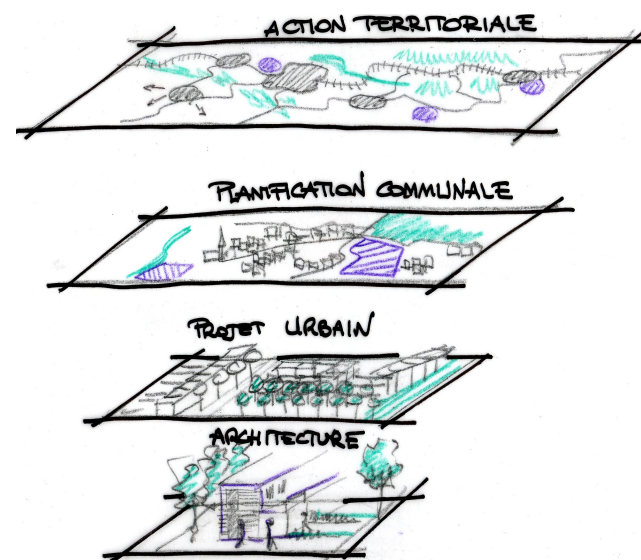 ACTION TERRITORIALE
PLANIFICATION COMMUNALE
PROJET URBAIN
ARCHITECTURE